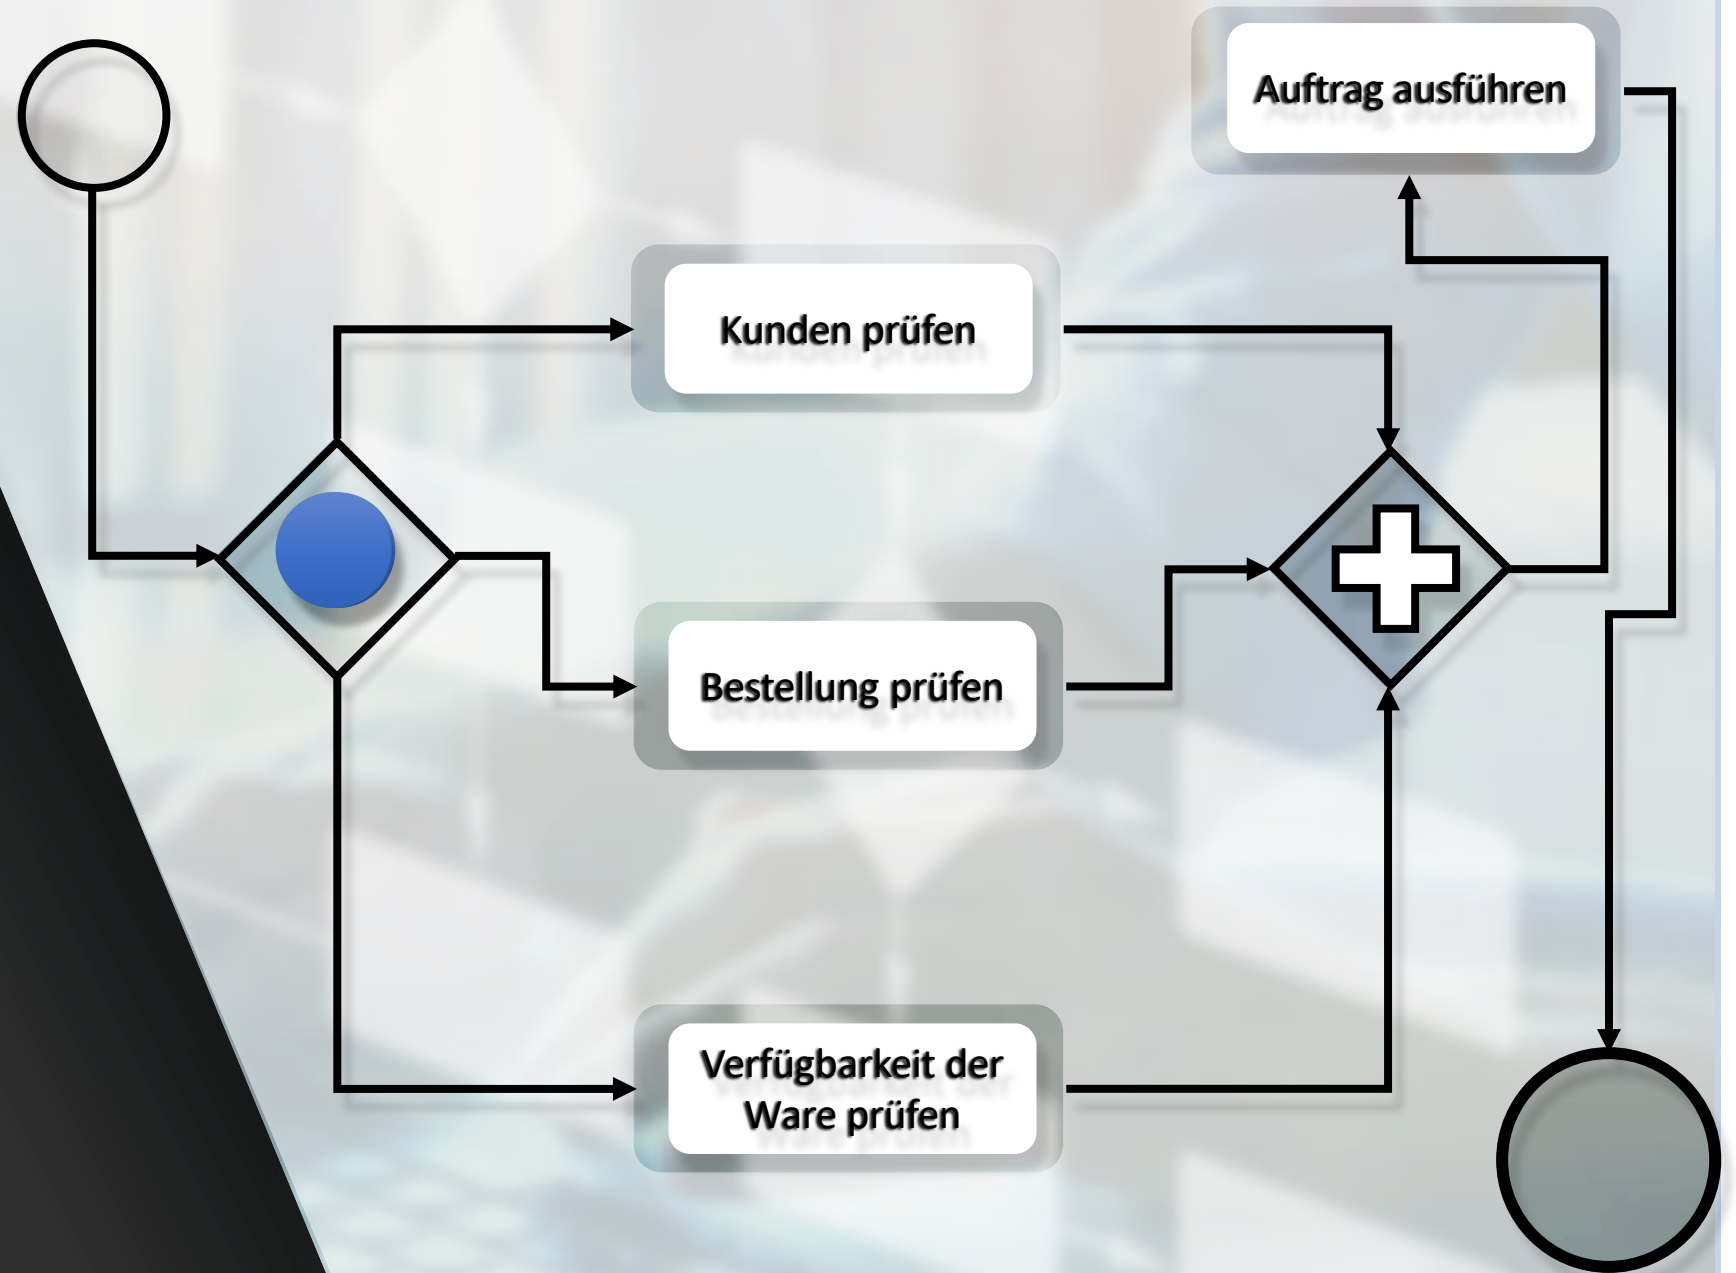 Auftrag ausführen
Kunden prüfen
Bestellung prüfen
Verfügbarkeit der
Ware prüfen